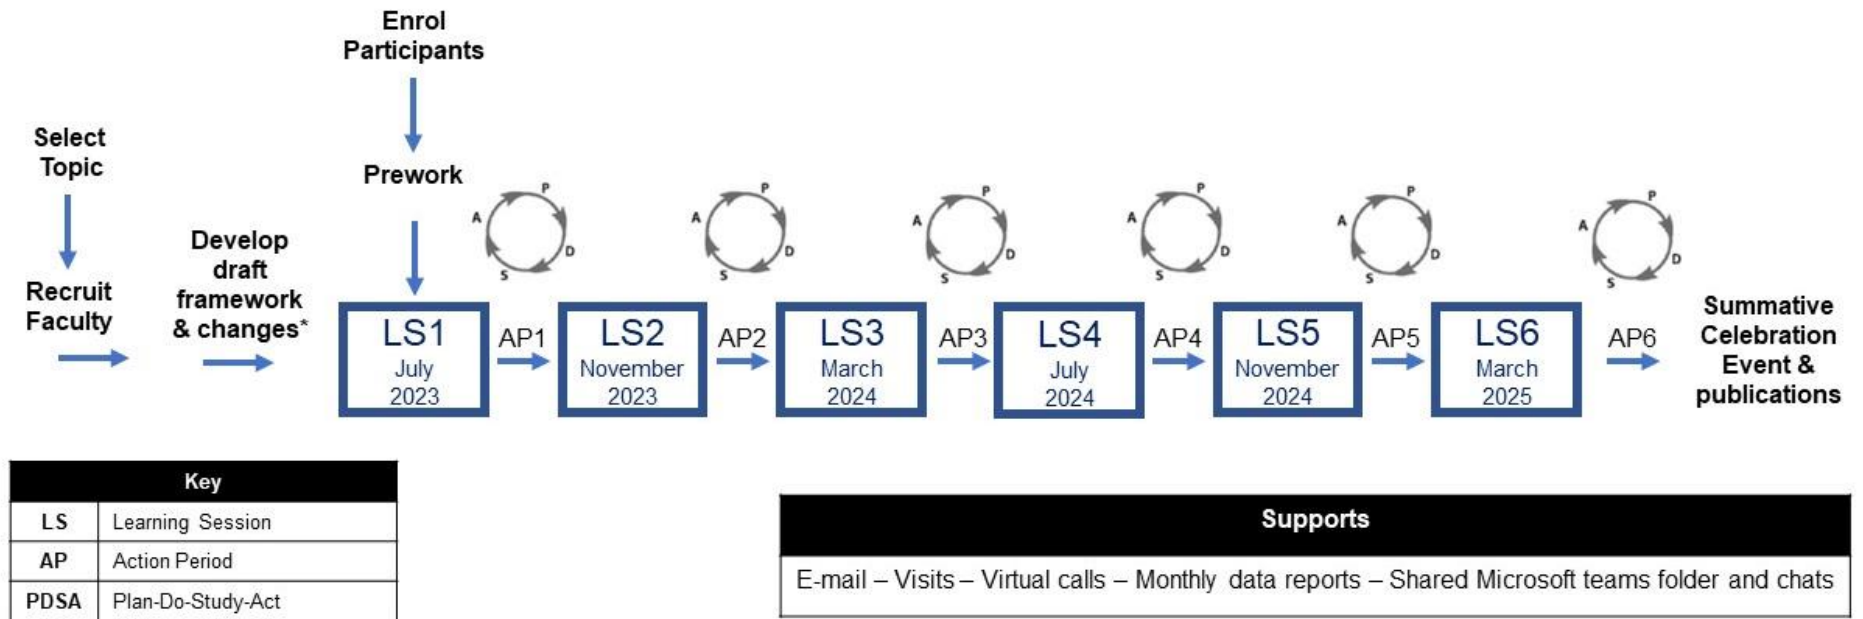 Enrol
Participants
Select
Topic
Prework
Recruit
Faculty
Develop
draft
framework
& changes*
P
D
S
A
P
D
S
A
P
D
S
A
P
D
S
A
P
D
S
A
P
D
S
A
LS1
July
2023
AP1
LS2
November
2023
AP2
LS3
March
2024
AP3
LS4
July
2024
AP4
LS5
November
2024
AP5
LS6
March
2025
AP6
Summative
Celebration
Event &
publications
Key
LS Learning Session
AP Action Period
PDSA Plan-Do-Study-Act
Supports
E-mail – Visits – Virtual calls – Monthly data reports – Shared Microsoft teams folder and chats